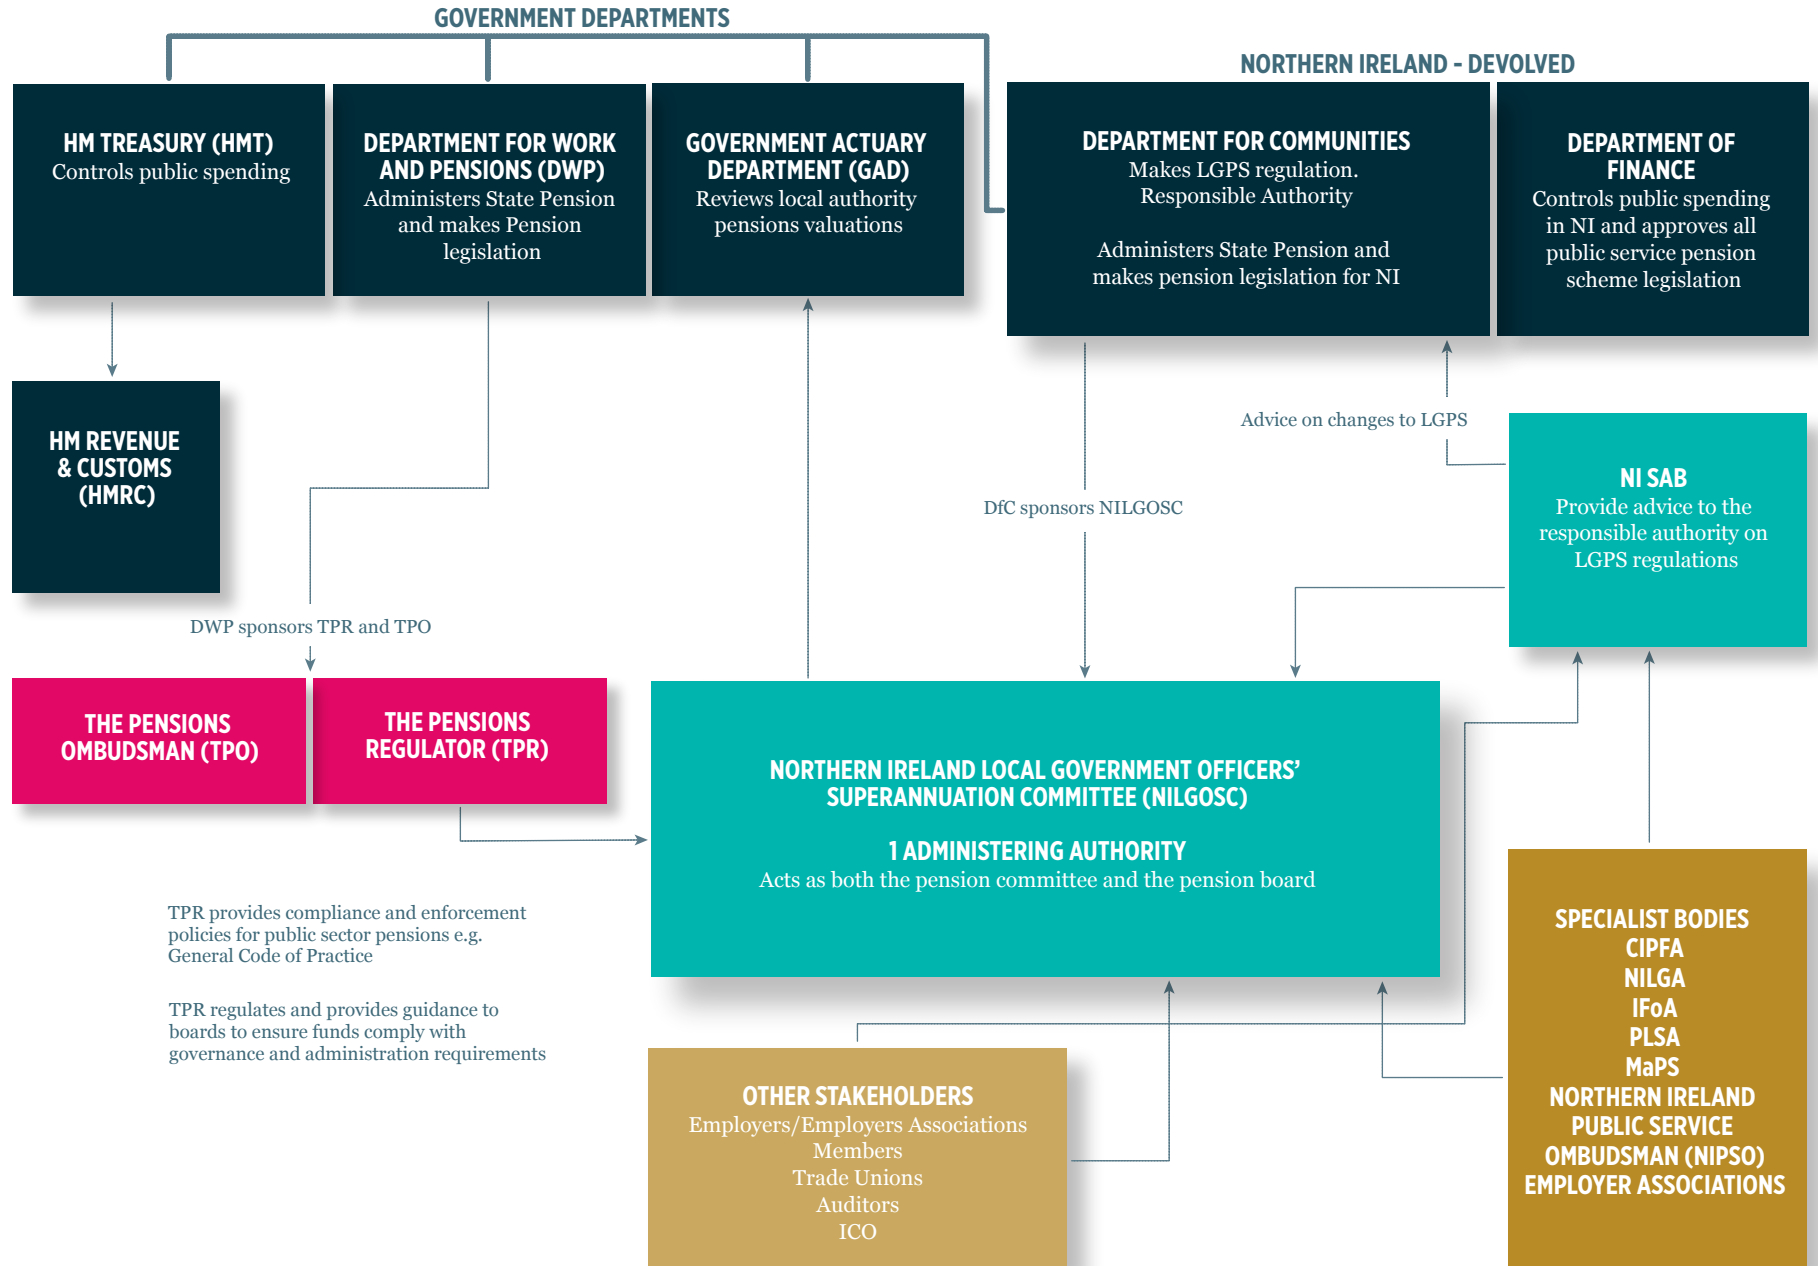 GOVERNMENT DEPARTMENTS
NORTHERN IRELAND - DEVOLVED
HM TREASURY (HMT)
Controls public spending
DEPARTMENT FOR WORK
AND PENSIONS (DWP)
Administers State Pension
and makes Pension
legislation
GOVERNMENT ACTUARY
DEPARTMENT (GAD)
Reviews local authority
pensions valuations
DEPARTMENT FOR COMMUNITIES
Makes LGPS regulation.
Responsible Authority
Administers State Pension and
makes pension legislation for NI
DEPARTMENT OF
FINANCE
Controls public spending
in NI and approves all
public service pension
scheme legislation
HM REVENUE
& CUSTOMS
(HMRC)
Advice on changes to LGPS
NI SAB
Provide advice to the
responsible authority on
LGPS regulations
DfC sponsors NILGOSC
DWP sponsors TPR and TPO
THE PENSIONS
OMBUDSMAN (TPO)
THE PENSIONS
REGULATOR (TPR)
NORTHERN IRELAND LOCAL GOVERNMENT OFFICERS’
SUPERANNUATION COMMITTEE (NILGOSC)
1 ADMINISTERING AUTHORITY
Acts as both the pension committee and the pension board
TPR provides compliance and enforcement
policies for public sector pensions e.g.
General Code of Practice
TPR regulates and provides guidance to
boards to ensure funds comply with
governance and administration requirements
OTHER STAKEHOLDERS
Employers/Employers Associations
Members
Trade Unions
Auditors
ICO
SPECIALIST BODIES
CIPFA
NILGA
IFoA
PLSA
MaPS
NORTHERN IRELAND
PUBLIC SERVICE
OMBUDSMAN (NIPSO)
EMPLOYER ASSOCIATIONS